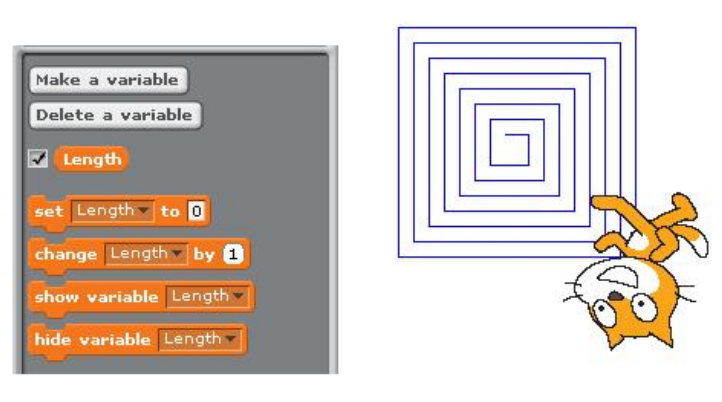 Make a variable
Delete a variable
Length
set Length to 0
change Length by 1
show variable Length
hide variable Length